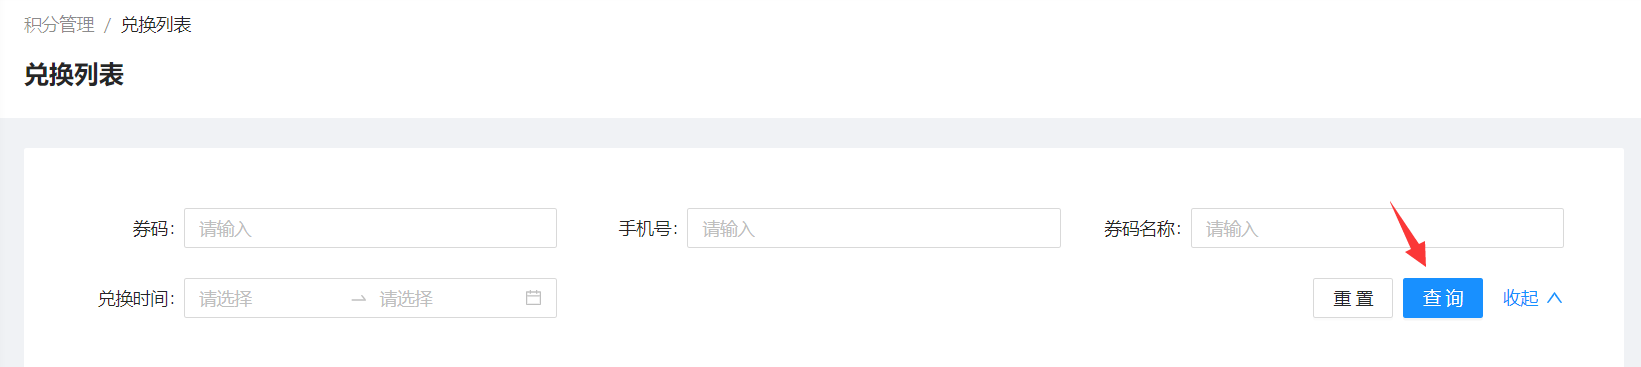 积分管理 / 兑换列表
兑换列表
券码: 请输入 手机号: 请输入 券码名称: 请输入
兑换时间: 请选择 → 请选择 重 置 查 询 收起